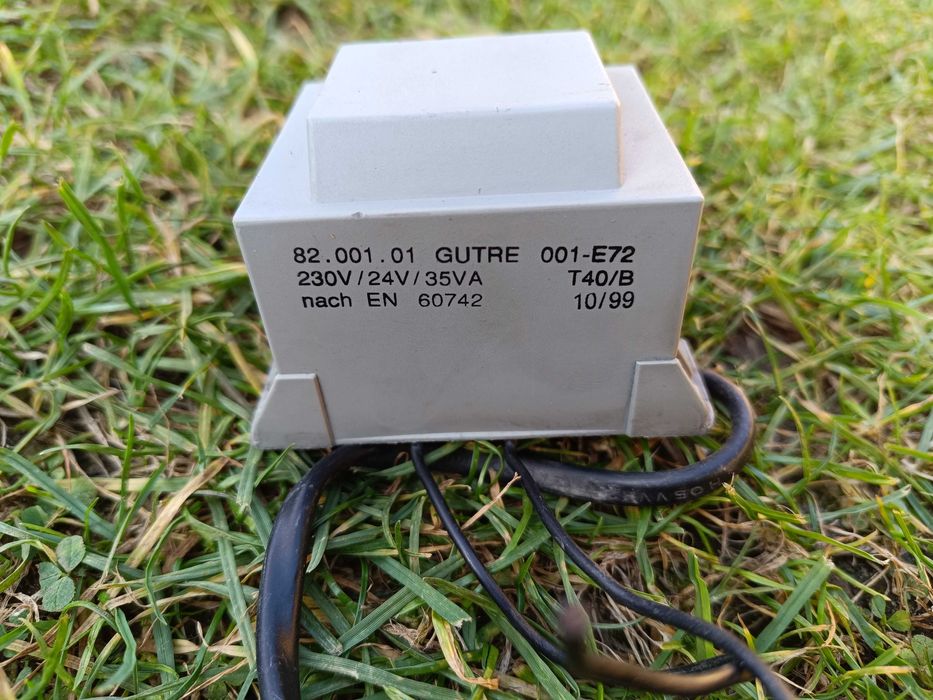 82.001.01 GUTRE 001-E72
230V/24V/35VA T40/B
nach EN 60742 10/99